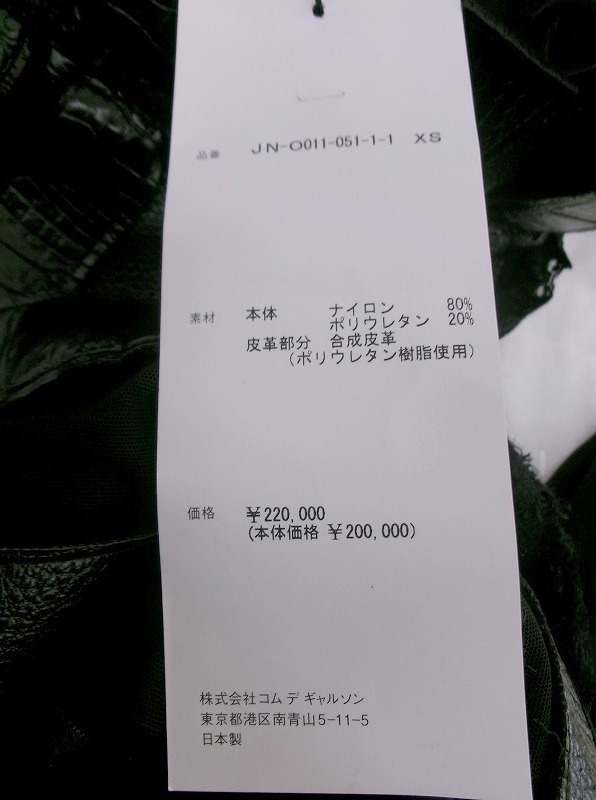 品番 JN-O011-051-1-1 XS
素材 本体 ナイロン 80%
ポリウレタン 20%
皮革部分 合成皮革
(ポリウレタン樹脂使用)
価格 ¥220,000
(本体価格 ¥200,000)
株式会社コム デ ギャルソン
東京都港区南青山5-11-5
日本製